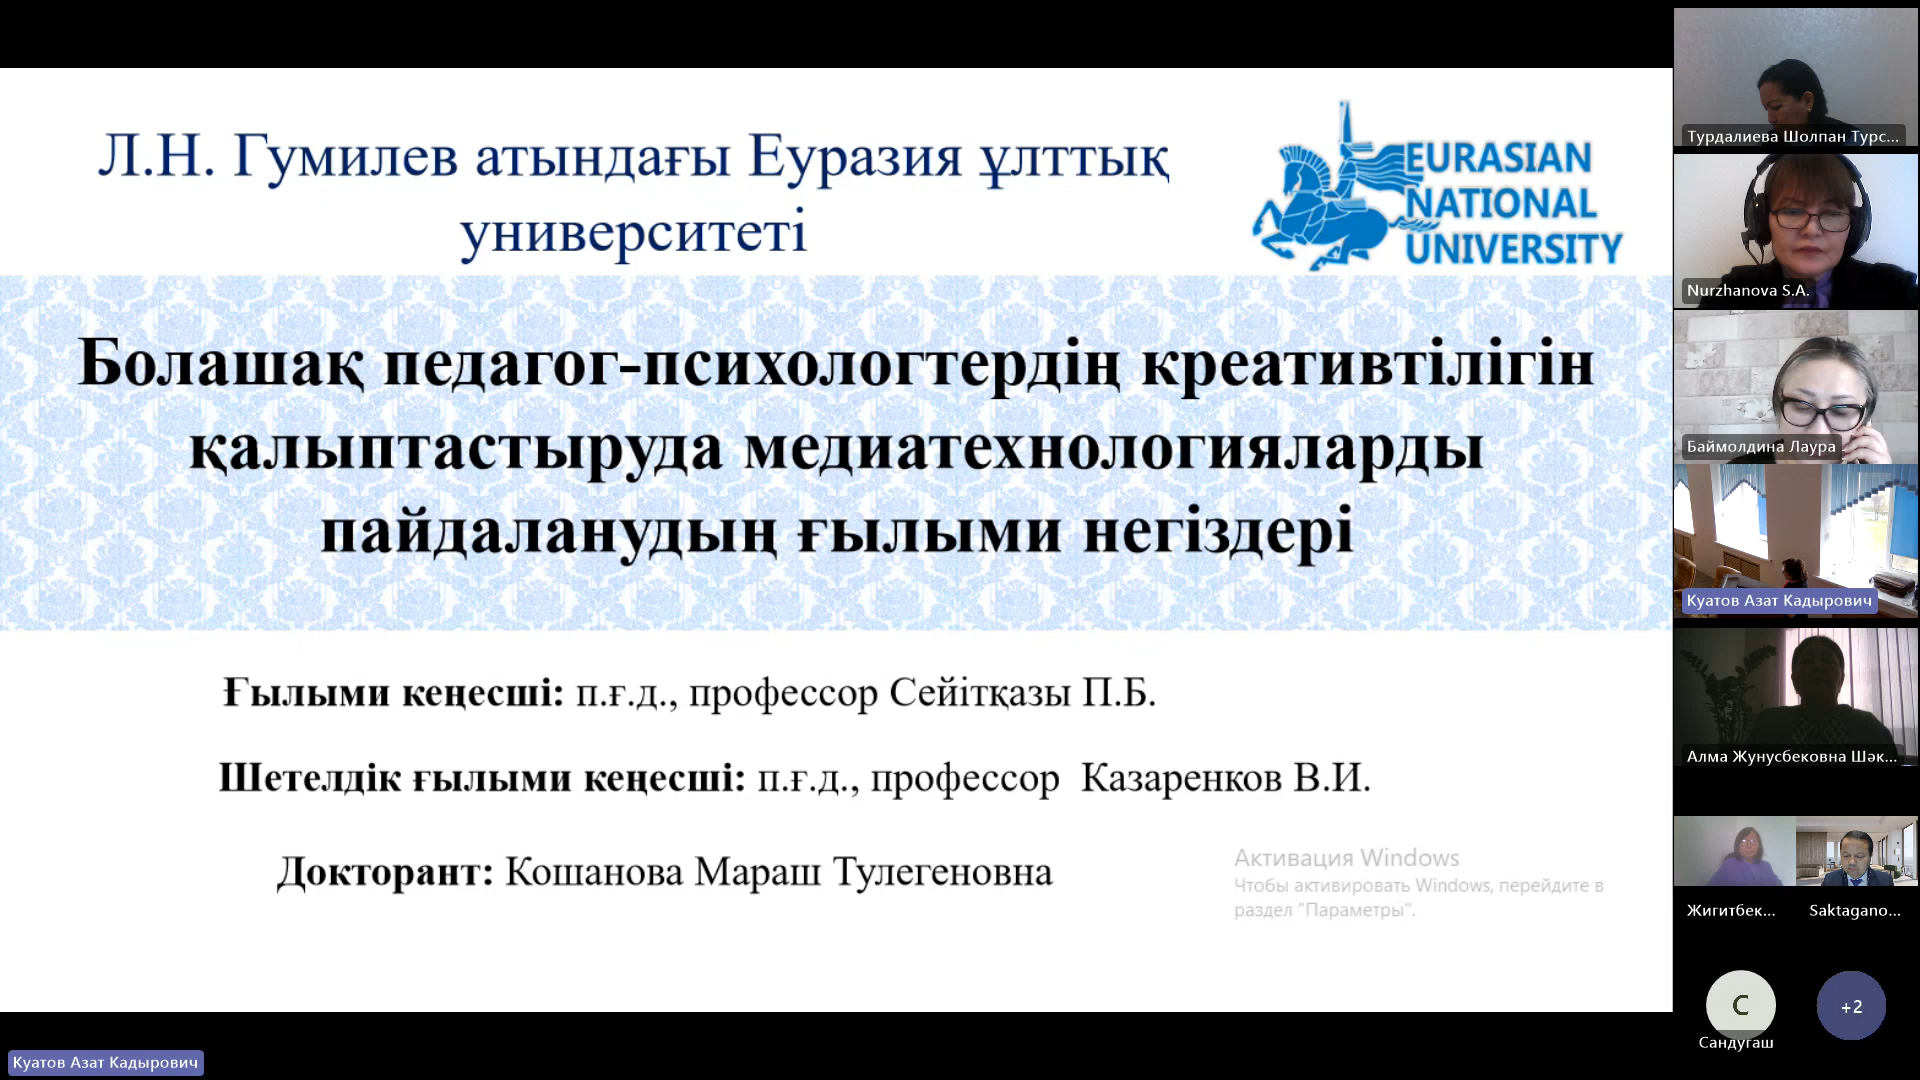 Л.Н. Гумилев атындағы Еуразия ұлттық
университеті
EURASIAN
NATIONAL
UNIVERSITY
Болашақ педагог-психологтердің креативтілігін
қалыптастыруда медиатехнологияларды
пайдаланудың ғылыми негіздері
Ғылыми кеңесші: п.ғ.д., профессор Сейітқазы П.Б.
Шетелдік ғылыми кеңесші: п.ғ.д., профессор Казаренков В.И.
Докторант: Кошанова Мараш Тулегеновна
Активация Windows
Чтобы активировать Windows, перейдите в
раздел "Параметры".
Куатов Азат Кадырович
Турдалиева Шолпан Турс...
Nurzhanova S.A.
Баймолдина Лаура
Куатов Азат Кадырович
Алма Жунусбековна Шәк...
Жигитбек...
Saktagano...
С
+2
Сандугаш